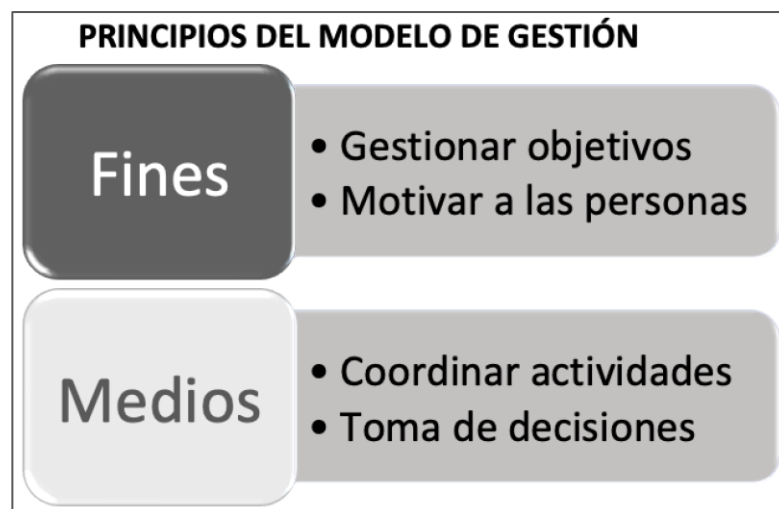 PRINCIPIOS DEL MODELO DE GESTIÓN
Fines
• Gestionar objetivos
• Motivar a las personas
Medios
• Coordinar actividades
• Toma de decisiones